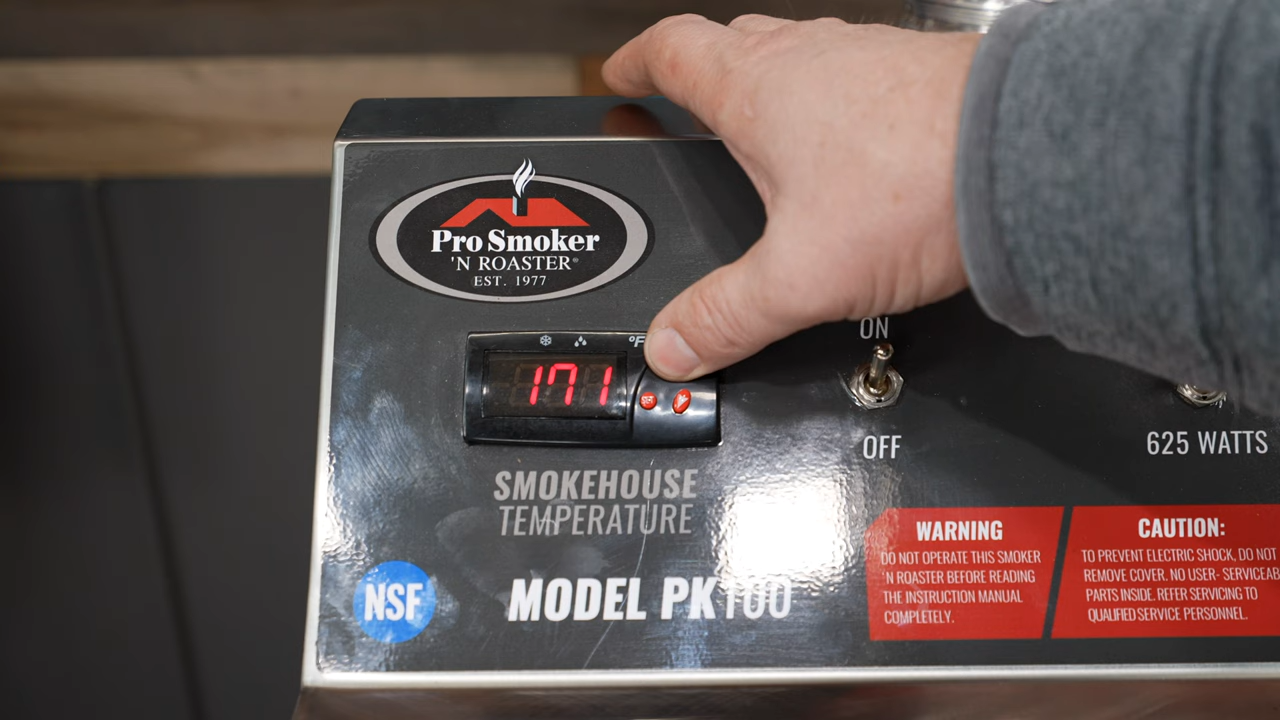 Pro Smoker
'N ROASTER®
EST. 1977
°F
171
SMOKEHOUSE
TEMPERATURE
NSF
MODEL PK100
ON
OFF
625 WATTS
WARNING
DO NOT OPERATE THIS SMOKER
'N ROASTER BEFORE READING
THE INSTRUCTION MANUAL
COMPLETELY.
CAUTION:
TO PREVENT ELECTRIC SHOCK, DO NOT
REMOVE COVER. NO USER- SERVICEAB
PARTS INSIDE. REFER SERVICING TO
QUALIFIED SERVICE PERSONNEL.